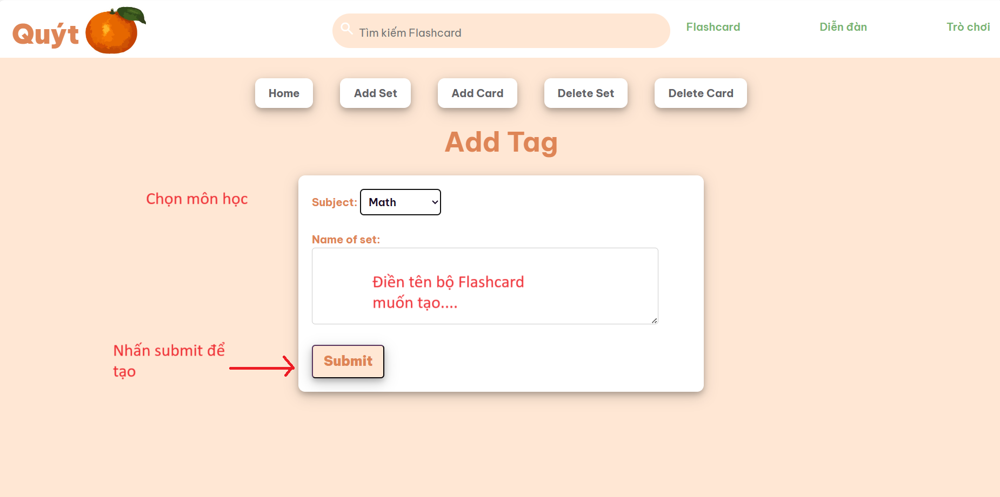 Quýt
Tìm kiếm Flashcard
Flashcard
Diễn đàn
Trò chơi
Home
Add Set
Add Card
Delete Set
Delete Card
Add Tag
Chọn môn học
Subject: Math
Name of set:
Điền tên bộ Flashcard
muốn tạo....
Nhấn submit để
tạo
Submit